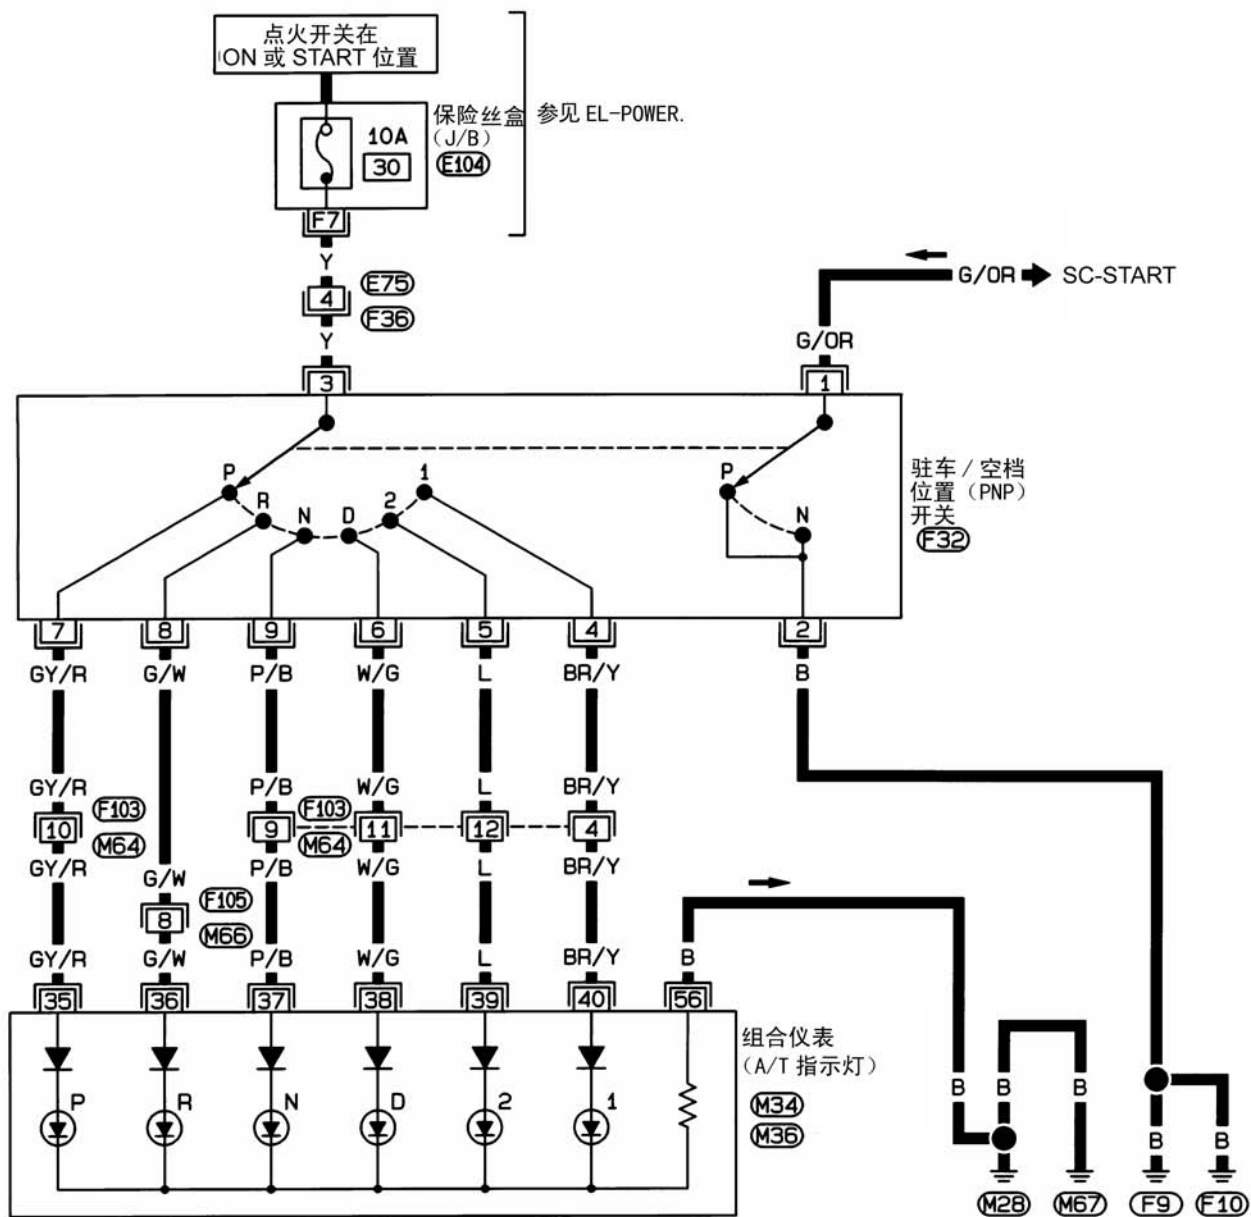 点火开关在
ON 或 START 位置
保险丝盒
(J/B)
E104
参见 EL-POWER.
10A
30
F7
Y
4
E75
F36
Y
3
G/OR
SC-START
G/OR
1
P
R
N
D
2
1
P
N
驻车/空档
位置(PNP)
开关
F32
7
8
9
6
5
4
2
GY/R
G/W
P/B
W/G
L
BR/Y
B
GY/R
P/B
W/G
L
BR/Y
10
F103
M64
9
F103
M64
11
12
4
GY/R
G/W
P/B
W/G
L
BR/Y
8
F105
M66
GY/R
G/W
P/B
W/G
L
BR/Y
B
35
36
37
38
39
40
56
组合仪表
(A/T 指示灯)
M34
M36
P
R
N
D
2
1
B
B
B
B
B
M28
M67
F9
F10